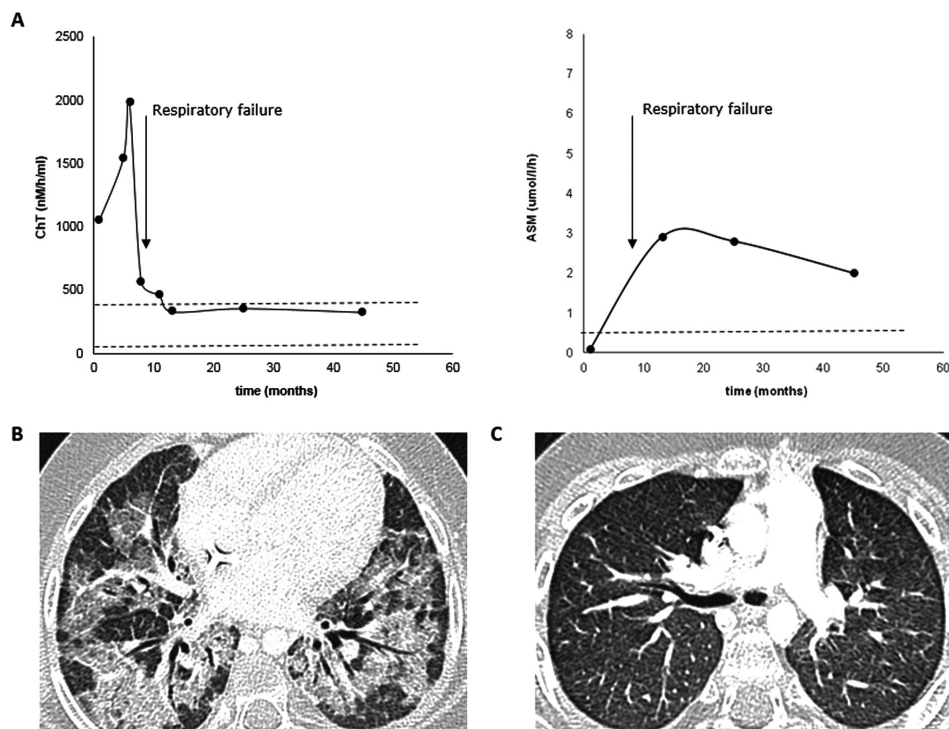 A
ChT (nM/h/ml)
2500
2000
1500
1000
500
0
Respiratory failure
0 10 20 30 40 50 60
time (months)
ASM (umol/l/h)
8
7
6
5
4
3
2
1
0
Respiratory failure
0 10 20 30 40 50 60
time (months)
B
C